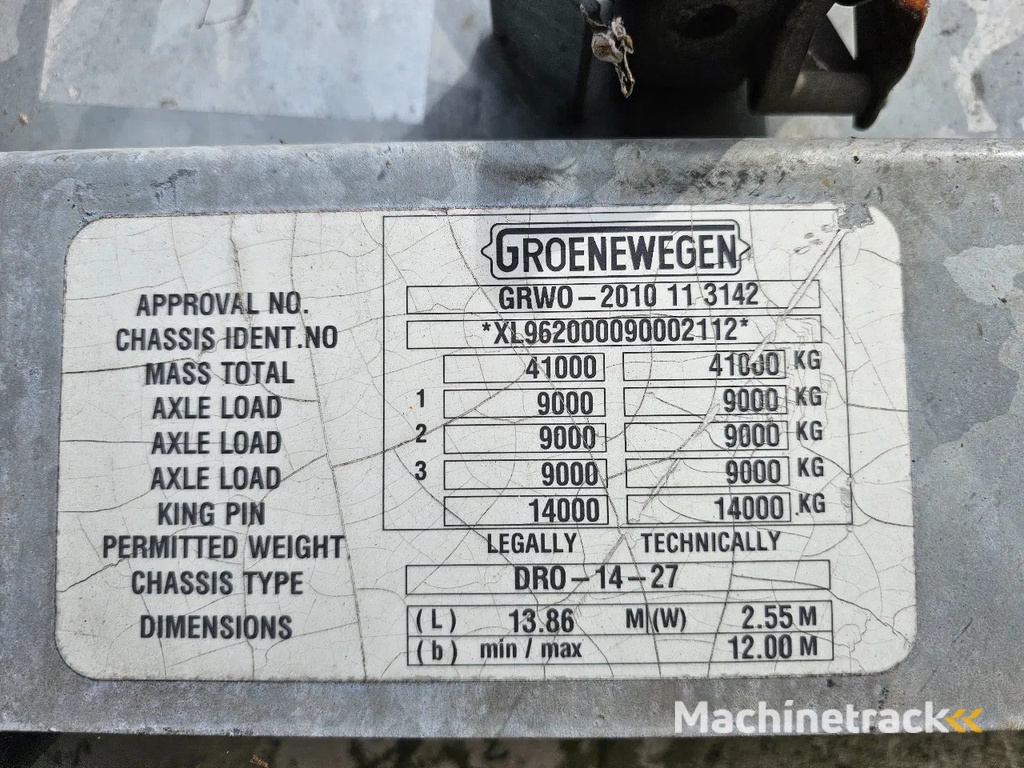 GROENEWEGEN
APPROVAL NO. GRWO-2010 11 3142
CHASSIS IDENT.NO *XL962000090002112*
MASS TOTAL 41000 41000 KG
AXLE LOAD 1 9000 9000 KG
AXLE LOAD 2 9000 9000 KG
AXLE LOAD 3 9000 9000 KG
KING PIN 14000 14000 KG
PERMITTED WEIGHT LEGALLY TECHNICALLY
CHASSIS TYPE DRO-14-27
DIMENSIONS (L) 13.86 M (W) 2.55 M
(b) min / max 12.00 M
Machinetrack